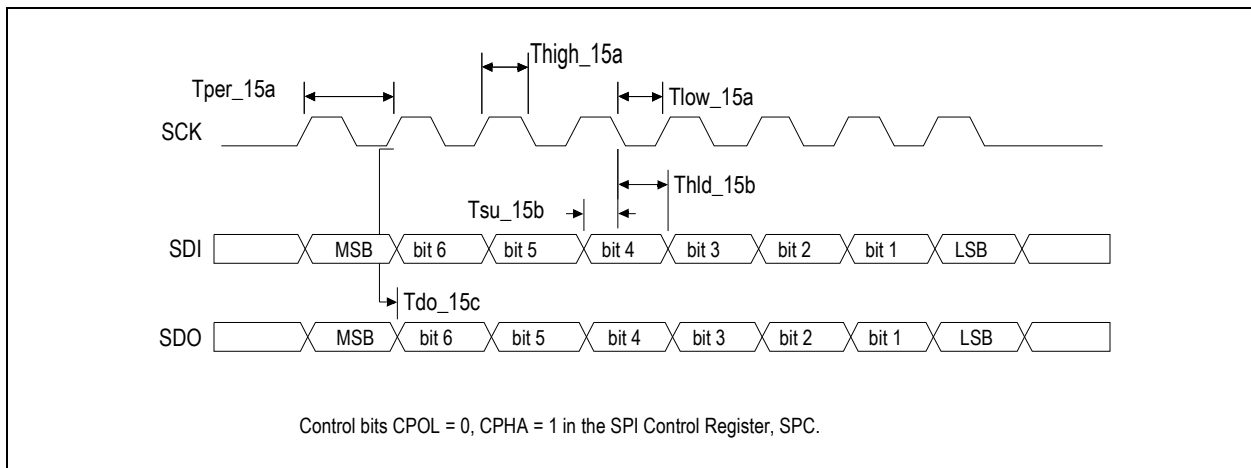 Thigh_15a
Tper_15a
Tlow_15a
SCK
Thld_15b
Tsu_15b
SDI MSB bit 6 bit 5 bit 4 bit 3 bit 2 bit 1 LSB
Tdo_15c
SDO MSB bit 6 bit 5 bit 4 bit 3 bit 2 bit 1 LSB
Control bits CPOL = 0, CPHA = 1 in the SPI Control Register, SPC.